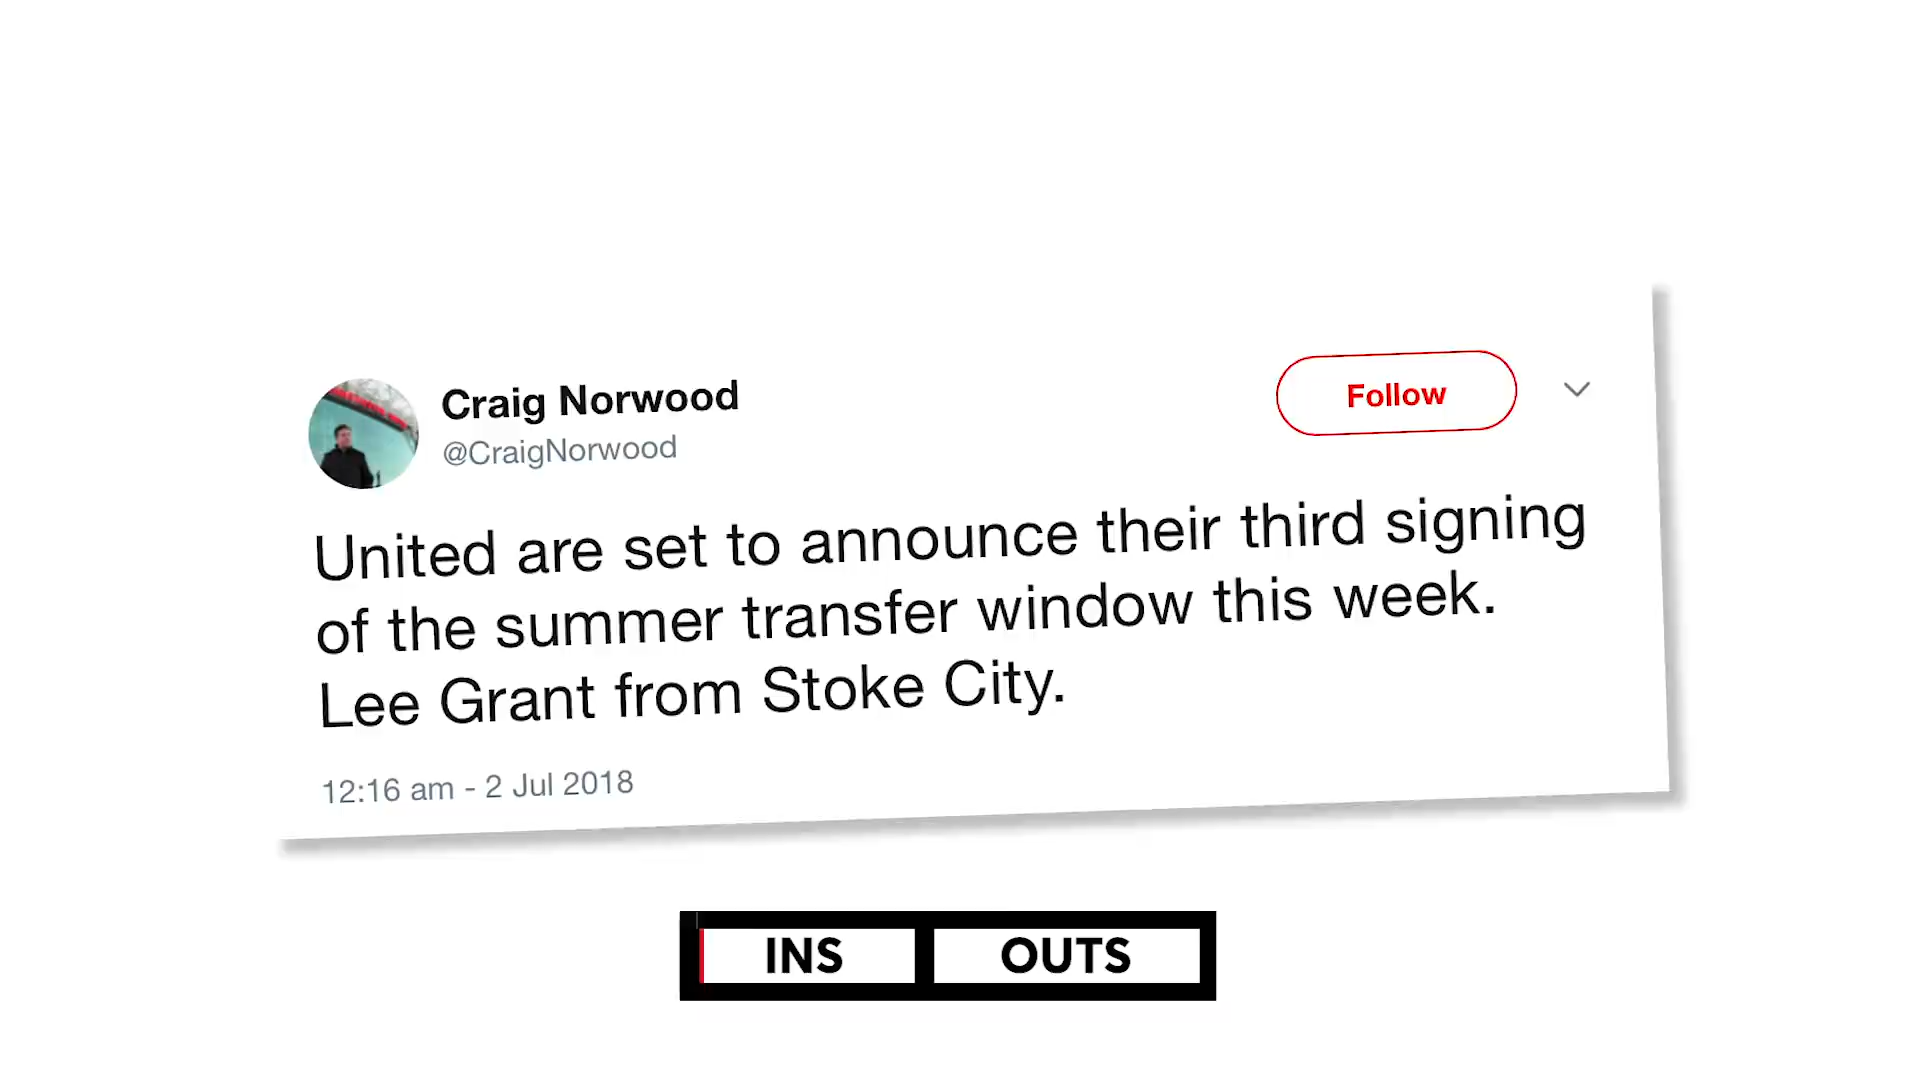 Craig Norwood
@CraigNorwood
Follow
United are set to announce their third signing
of the summer transfer window this week.
Lee Grant from Stoke City.
12:16 am - 2 Jul 2018
INS
OUTS